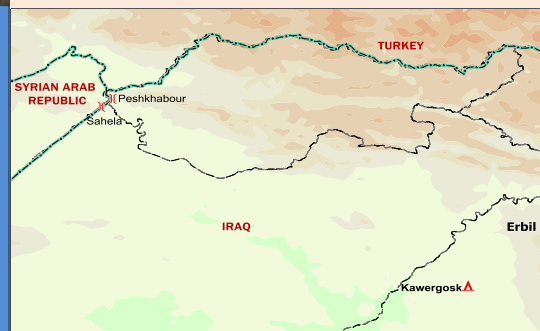 TURKEY
SYRIAN ARAB
REPUBLIC
Peshkhabour
Sahela
IRAQ
Erbil
Kawergosk